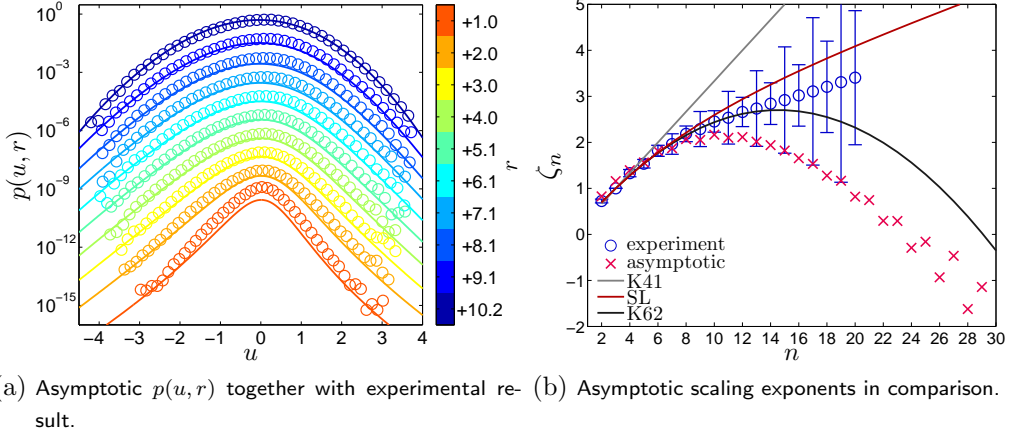 10^0
10^-3
10^-6
10^-9
10^-12
10^-15
p(u, r)
−4 −3 −2 −1 0 1 2 3 4
u
+1.0
+2.0
+3.0
+4.0
+5.1
+6.1
+7.1
+8.1
+9.1
+10.2
r
5
4
3
2
1
0
−1
−2
ζn
experiment
asymptotic
K41
SL
K62
2 4 6 8 10 12 14 16 18 20 22 24 26 28 30
n
a) Asymptotic p(u, r) together with experimental re-
sult.
(b) Asymptotic scaling exponents in comparison.